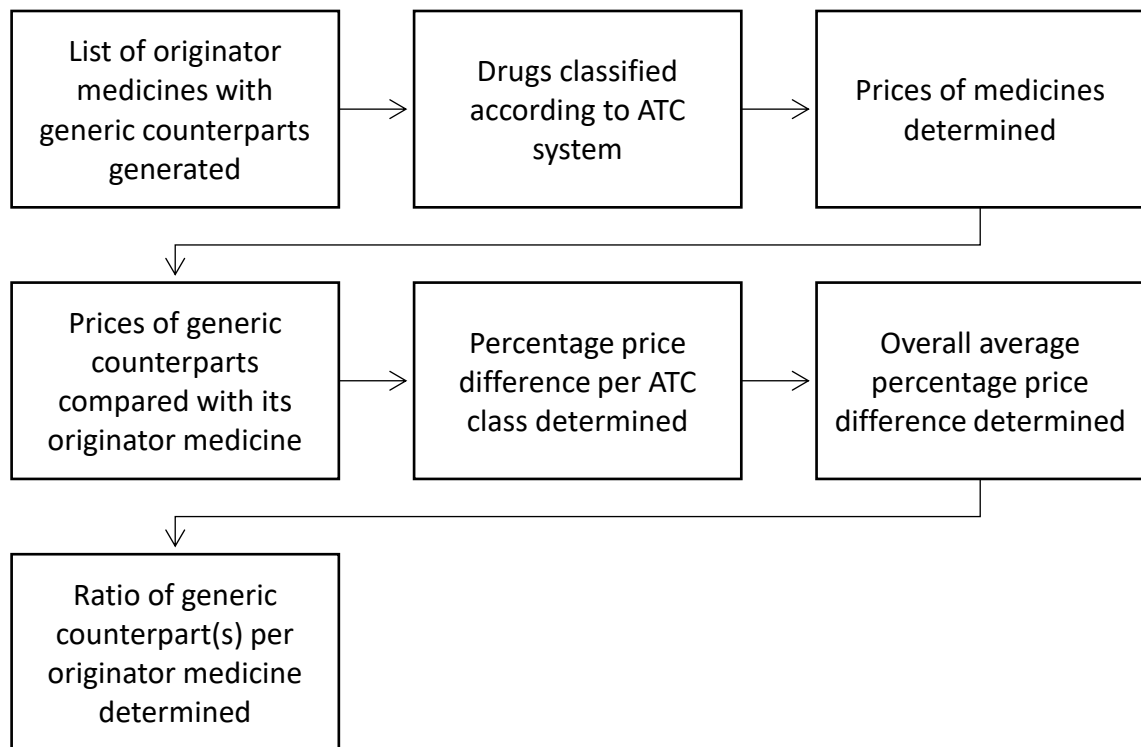 List of originator
medicines with
generic counterparts
generated
Drugs classified
according to ATC
system
Prices of medicines
determined
Prices of generic
counterparts
compared with its
originator medicine
Percentage price
difference per ATC
class determined
Overall average
percentage price
difference determined
Ratio of generic
counterpart(s) per
originator medicine
determined